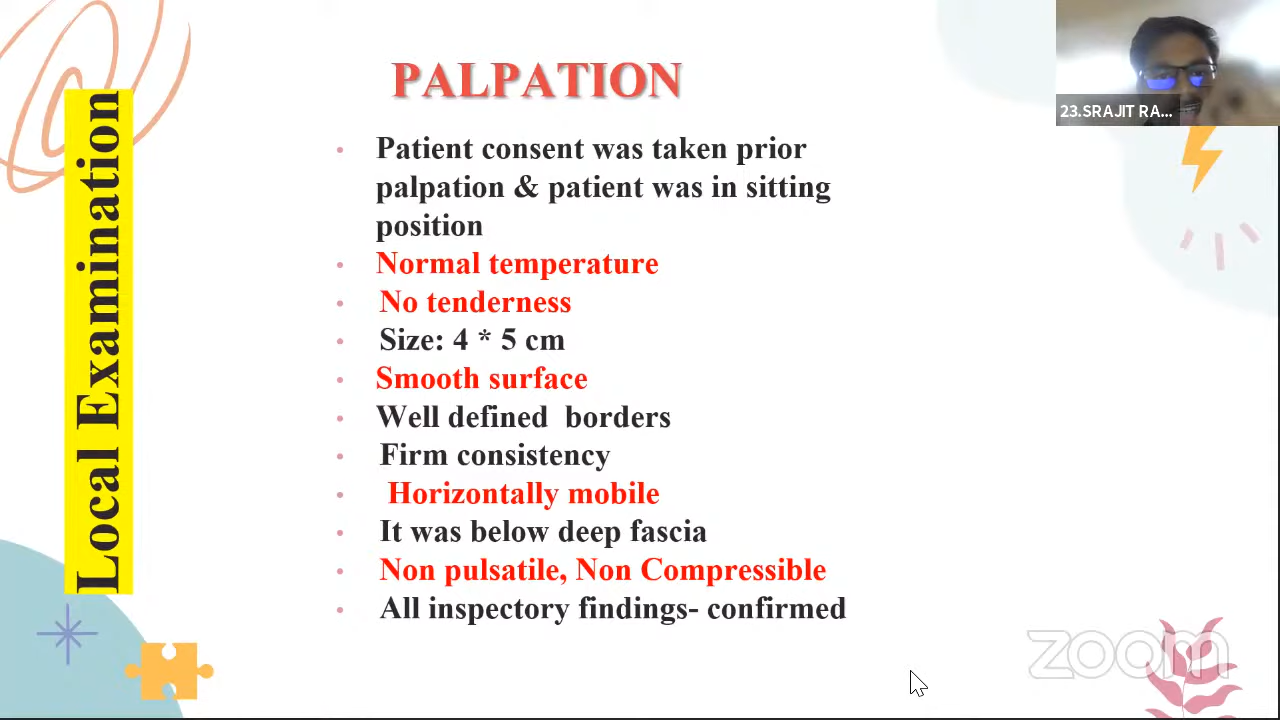 PALPATION
23.SRAJIT RA...
Local Examination
• Patient consent was taken prior
palpation & patient was in sitting
position
• Normal temperature
• No tenderness
• Size: 4 * 5 cm
• Smooth surface
• Well defined borders
• Firm consistency
• Horizontally mobile
• It was below deep fascia
• Non pulsatile, Non Compressible
• All inspectory findings- confirmed
zoom